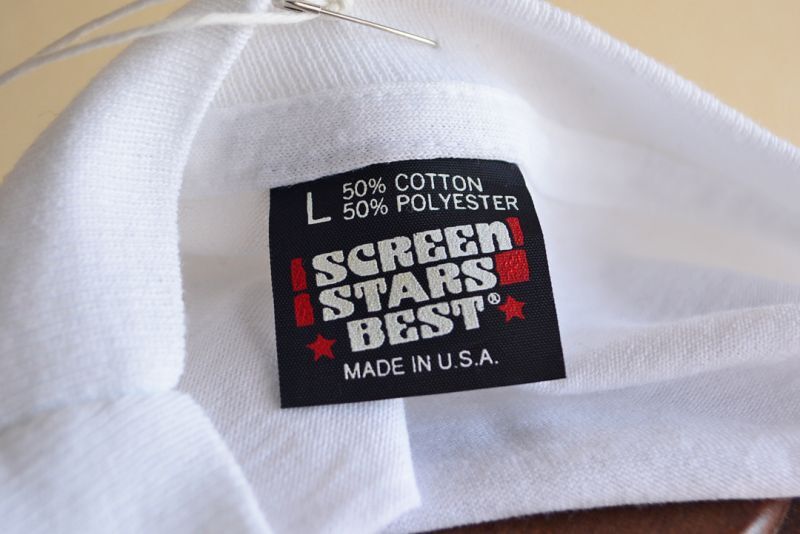 L 50% COTTON
50% POLYESTER
SCREEN
STARS
BEST®
MADE IN U.S.A.